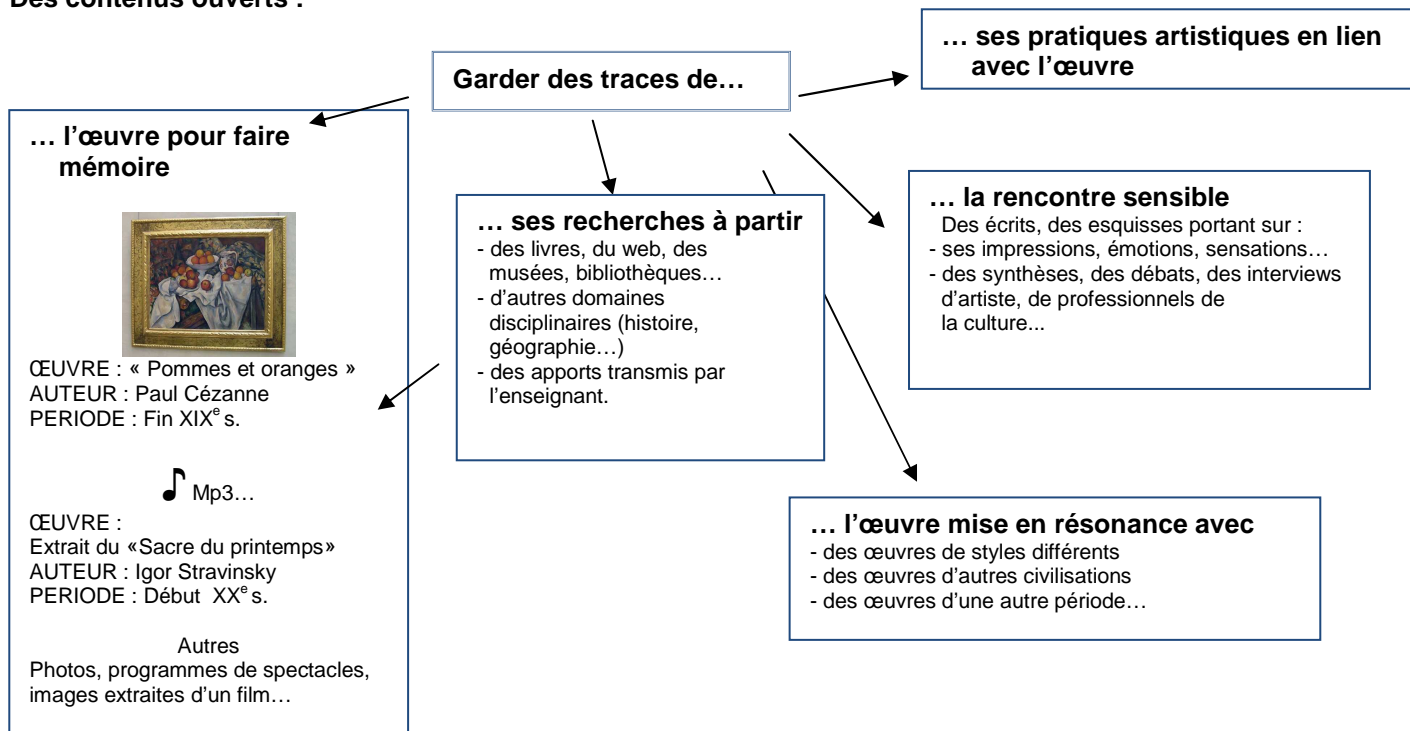 Des contenus ouverts :
Garder des traces de…
… ses pratiques artistiques en lien
avec l’œuvre
… l’œuvre pour faire
mémoire
ŒUVRE : « Pommes et oranges »
AUTEUR : Paul Cézanne
PERIODE : Fin XIXe s.
♪ Mp3…
ŒUVRE :
Extrait du «Sacre du printemps»
AUTEUR : Igor Stravinsky
PERIODE : Début XXe s.
Autres
Photos, programmes de spectacles,
images extraites d’un film…
… ses recherches à partir
- des livres, du web, des
musées, bibliothèques…
- d’autres domaines
disciplinaires (histoire,
géographie…)
- des apports transmis par
l’enseignant.
… la rencontre sensible
Des écrits, des esquisses portant sur :
- ses impressions, émotions, sensations…
- des synthèses, des débats, des interviews
d’artiste, de professionnels de
la culture...
… l’œuvre mise en résonance avec
- des œuvres de styles différents
- des œuvres d’autres civilisations
- des œuvres d’une autre période…